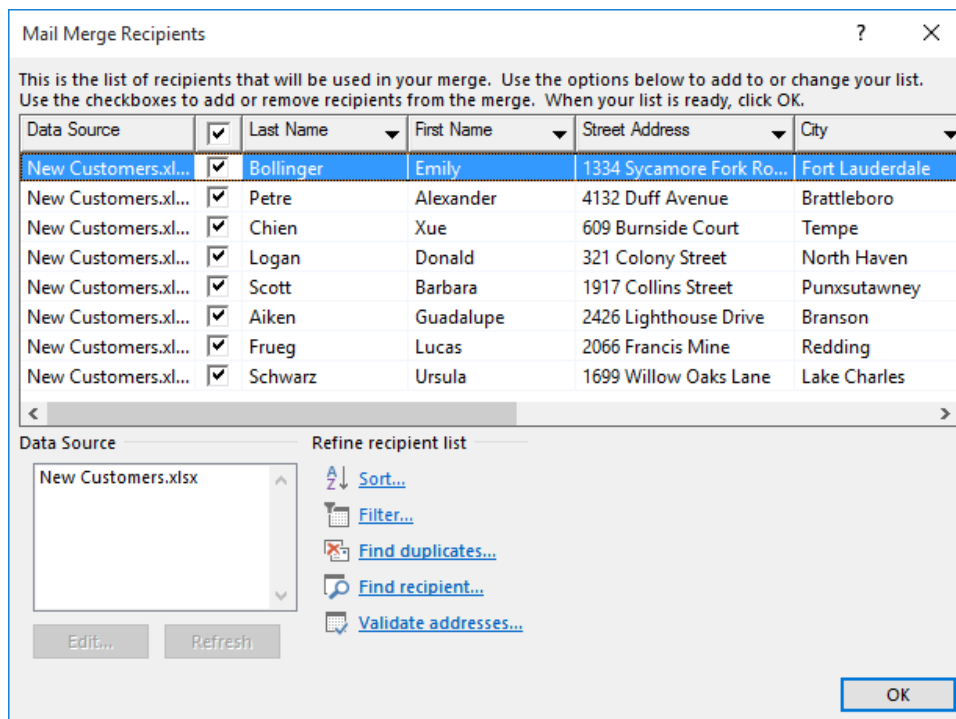 Mail Merge Recipients ?
This is the list of recipients that will be used in your merge. Use the options below to add to or change your list.
Use the checkboxes to add or remove recipients from the merge. When your list is ready, click OK.
Data Source Last Name First Name Street Address City
New Customers.xl... Bollinger Emily 1334 Sycamore Fork Ro... Fort Lauderdale
New Customers.xl... Petre Alexander 4132 Duff Avenue Brattleboro
New Customers.xl... Chien Xue 609 Burnside Court Tempe
New Customers.xl... Logan Donald 321 Colony Street North Haven
New Customers.xl... Scott Barbara 1917 Collins Street Punxsutawney
New Customers.xl... Aiken Guadalupe 2426 Lighthouse Drive Branson
New Customers.xl... Frueg Lucas 2066 Francis Mine Redding
New Customers.xl... Schwarz Ursula 1699 Willow Oaks Lane Lake Charles
Data Source
New Customers.xlsx
Edit... Refresh
Refine recipient list
Sort...
Filter...
Find duplicates...
Find recipient...
Validate addresses...
OK